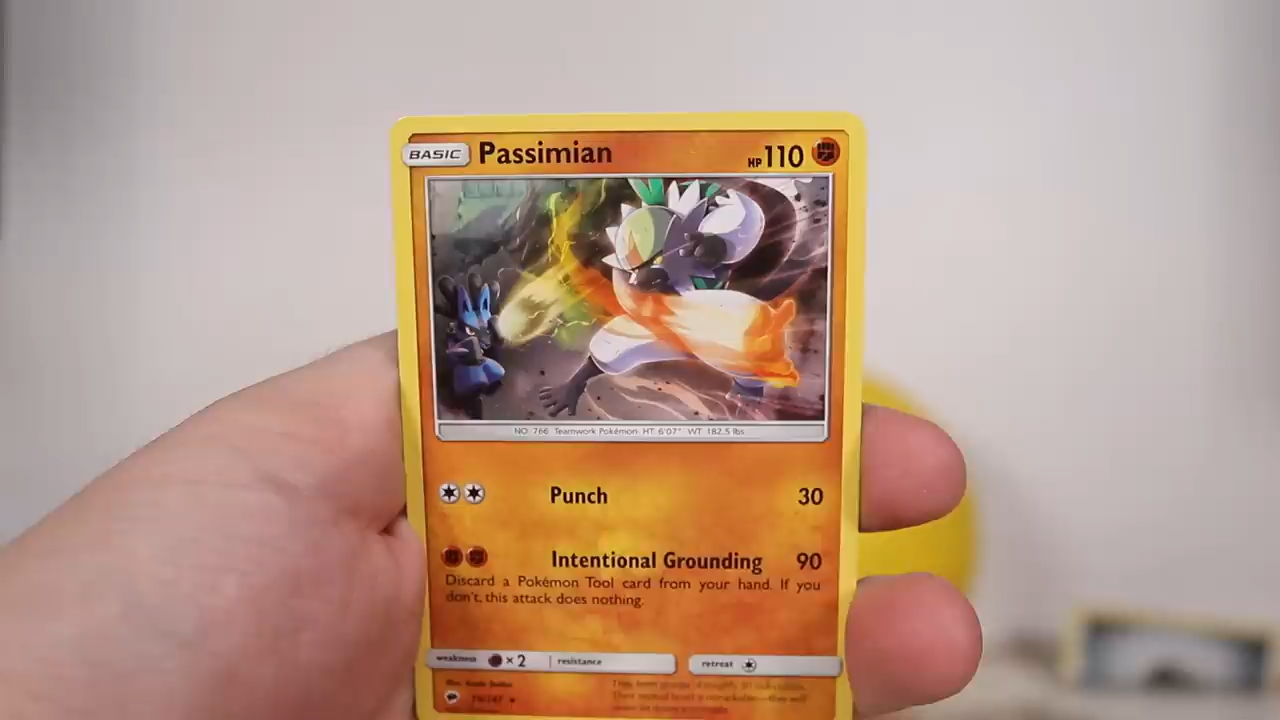 BASIC Passimian HP 110
NO. 766 Teamwork Pokémon HT: 6'07" WT: 182.5 lbs
Punch 30
Intentional Grounding 90
Discard a Pokémon Tool card from your hand. If you
don't, this attack does nothing.
weakness ×2 resistance retreat